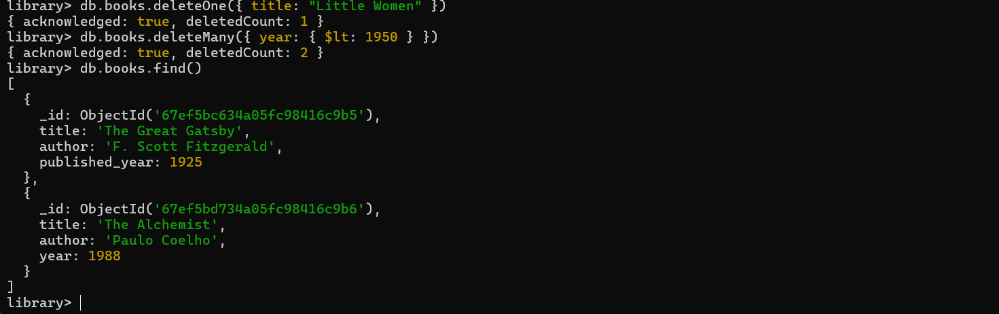 library> db.books.deleteOne({ title: "Little Women" })
{ acknowledged: true, deletedCount: 1 }
library> db.books.deleteMany({ year: { $lt: 1950 } })
{ acknowledged: true, deletedCount: 2 }
library> db.books.find()
[
  {
    _id: ObjectId('67ef5bc634a05fc98416c9b5'),
    title: 'The Great Gatsby',
    author: 'F. Scott Fitzgerald',
    published_year: 1925
  },
  {
    _id: ObjectId('67ef5bd734a05fc98416c9b6'),
    title: 'The Alchemist',
    author: 'Paulo Coelho',
    year: 1988
  }
]
library>